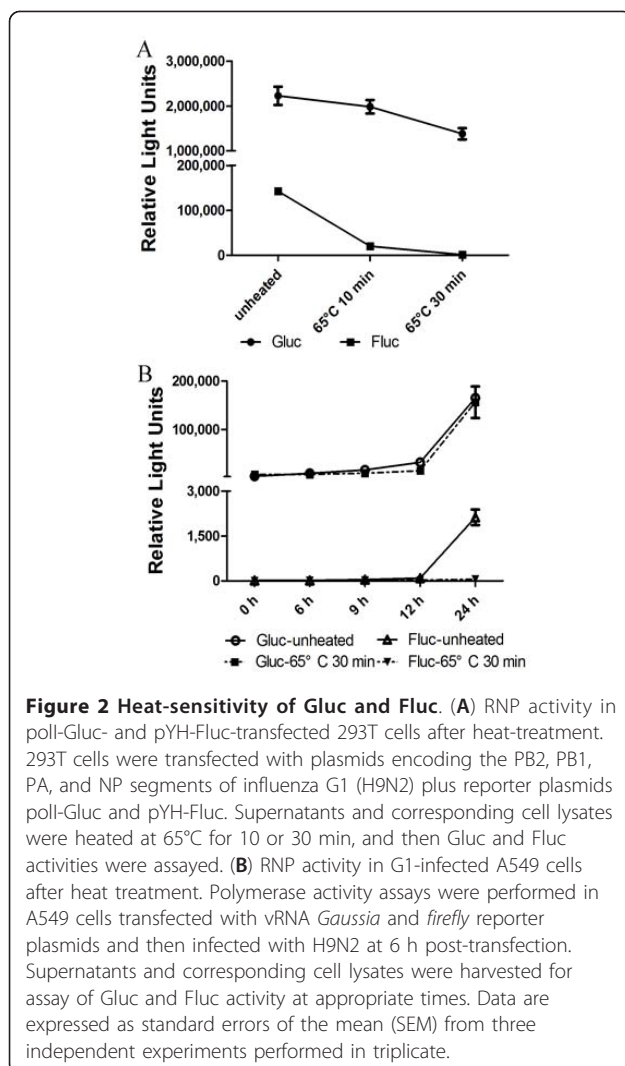 A
Relative Light Units
3,000,000
2,000,000
1,000,000
200,000
100,000
0
unheated
65°C 10 min
65°C 30 min
Gluc
Fluc
B
Relative Light Units
200,000
100,000
3,000
1,500
0
0 h
6 h
9 h
12 h
24 h
Gluc-unheated
Fluc-unheated
Gluc-65° C 30 min
Fluc-65° C 30 min
Figure 2 Heat-sensitivity of Gluc and Fluc. (A) RNP activity in
polI-Gluc- and pYH-Fluc-transfected 293T cells after heat-treatment.
293T cells were transfected with plasmids encoding the PB2, PB1,
PA, and NP segments of influenza G1 (H9N2) plus reporter plasmids
polI-Gluc and pYH-Fluc. Supernatants and corresponding cell lysates
were heated at 65°C for 10 or 30 min, and then Gluc and Fluc
activities were assayed. (B) RNP activity in G1-infected A549 cells
after heat treatment. Polymerase activity assays were performed in
A549 cells transfected with vRNA Gaussia and firefly reporter
plasmids and then infected with H9N2 at 6 h post-transfection.
Supernatants and corresponding cell lysates were harvested for
assay of Gluc and Fluc activity at appropriate times. Data are
expressed as standard errors of the mean (SEM) from three
independent experiments performed in triplicate.